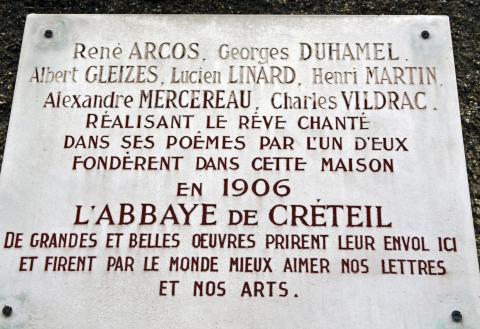 René ARCOS, Georges DUHAMEL,
Albert GLEIZES, Lucien LINARD, Henri MARTIN,
Alexandre MERCEREAU, Charles VILDRAC.
RÉALISANT LE RÊVE CHANTÉ
DANS SES POÈMES PAR L'UN D'EUX
FONDÈRENT DANS CETTE MAISON
EN 1906
L'ABBAYE DE CRÉTEIL
DE GRANDES ET BELLES ŒUVRES PRIRENT LEUR ENVOL ICI
ET FIRENT PAR LE MONDE MIEUX AIMER NOS LETTRES
ET NOS ARTS.